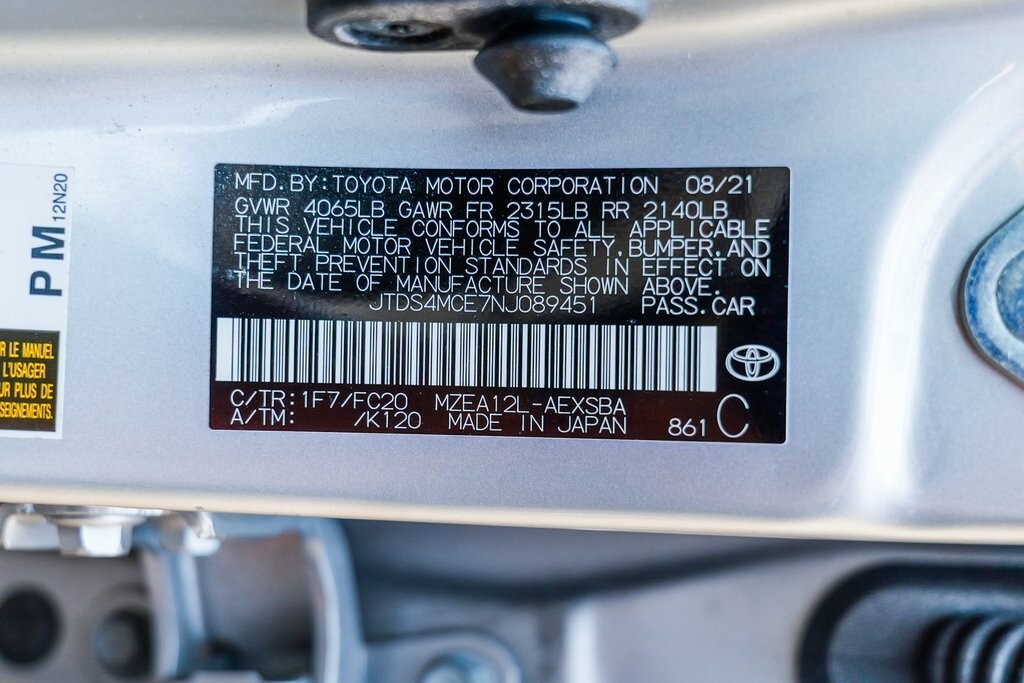 MFD.BY:TOYOTA MOTOR CORPORATION 08/21
GVWR 4065LB GAWR FR 2315LB RR 2140LB
THIS VEHICLE CONFORMS TO ALL APPLICABLE
FEDERAL MOTOR VEHICLE SAFETY,BUMPER,AND
THEFT PREVENTION STANDARDS IN EFFECT ON
THE DATE OF MANUFACTURE SHOWN ABOVE.
JTDS4MCE7NJ089451 PASS.CAR
C/TR:1F7/FC20 MZEA12L-AEXSBA
A/TM: /K120 MADE IN JAPAN 861 C
PM 12N20
R LE MANUEL
L'USAGER
UR PLUS DE
SEIGNEMENTS.